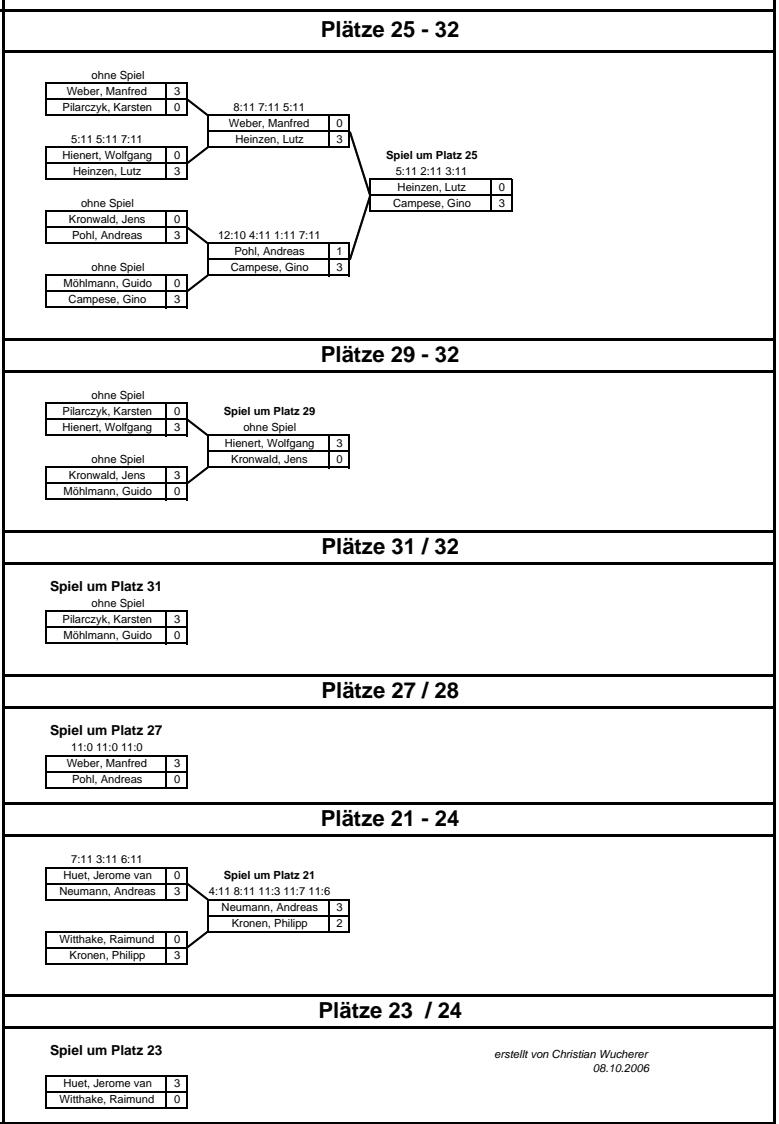 Plätze 25 - 32
ohne Spiel
Weber, Manfred 3
Pilarczyk, Karsten 0
8:11 7:11 5:11
Weber, Manfred 0
Heinzen, Lutz 3
5:11 5:11 7:11
Hienert, Wolfgang 0
Heinzen, Lutz 3
Spiel um Platz 25
5:11 2:11 3:11
Heinzen, Lutz 0
Campese, Gino 3
ohne Spiel
Kronwald, Jens 0
Pohl, Andreas 3
12:10 4:11 1:11 7:11
Pohl, Andreas 1
Campese, Gino 3
ohne Spiel
Möhlmann, Guido 0
Campese, Gino 3
Plätze 29 - 32
ohne Spiel
Pilarczyk, Karsten 0
Hienert, Wolfgang 3
Spiel um Platz 29
ohne Spiel
Hienert, Wolfgang 3
Kronwald, Jens 0
ohne Spiel
Kronwald, Jens 3
Möhlmann, Guido 0
Plätze 31 / 32
Spiel um Platz 31
ohne Spiel
Pilarczyk, Karsten 3
Möhlmann, Guido 0
Plätze 27 / 28
Spiel um Platz 27
11:0 11:0 11:0
Weber, Manfred 3
Pohl, Andreas 0
Plätze 21 - 24
7:11 3:11 6:11
Huet, Jerome van 0
Neumann, Andreas 3
Spiel um Platz 21
4:11 8:11 11:3 11:7 11:6
Neumann, Andreas 3
Kronen, Philipp 2
Witthake, Raimund 0
Kronen, Philipp 3
Plätze 23 / 24
Spiel um Platz 23
Huet, Jerome van 3
Witthake, Raimund 0
erstellt von Christian Wucherer
08.10.2006